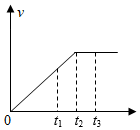 v
0 t₁ t₂ t₃